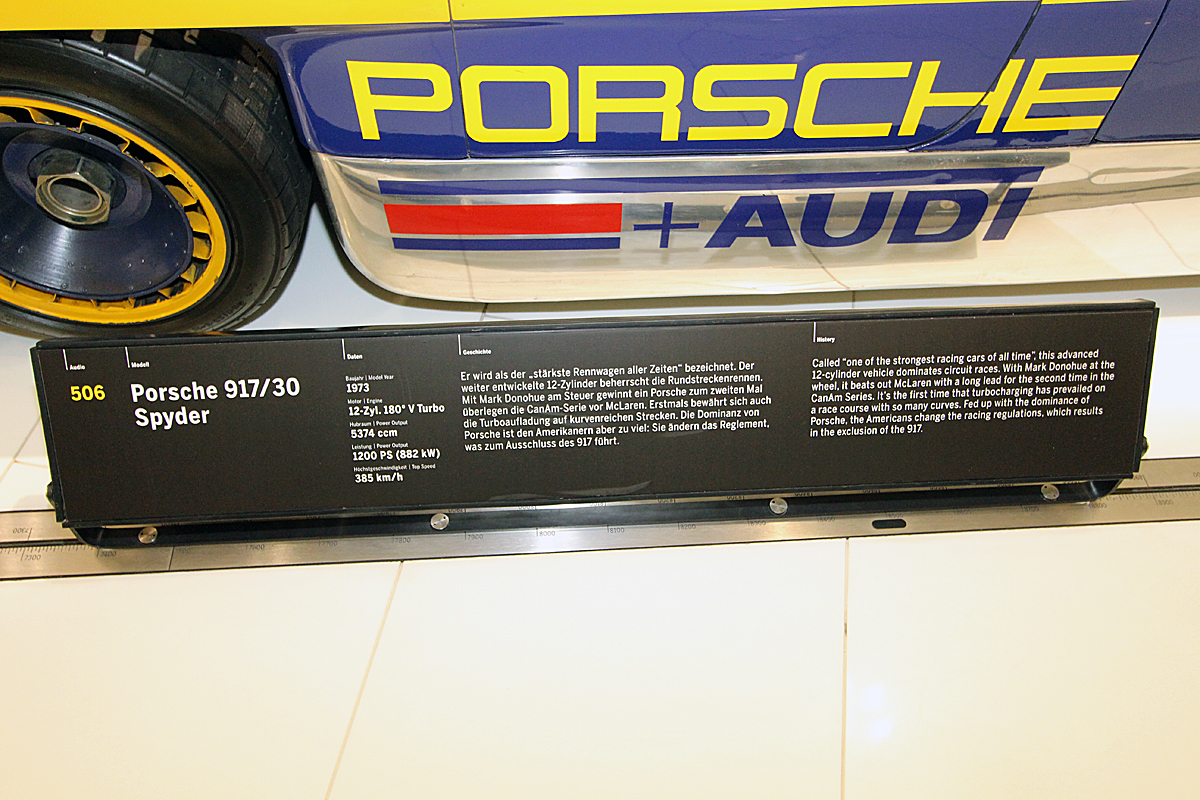 PORSCHE
+AUDI
Audio
506
Modell
Porsche 917/30
Spyder
Daten
Baujahr | Model Year
1973
Motor | Engine
12-Zyl. 180° V Turbo
Hubraum | Power Output
5374 ccm
Leistung | Power Output
1200 PS (882 kW)
Höchstgeschwindigkeit | Top Speed
385 km/h
Geschichte
Er wird als der „stärkste Rennwagen aller Zeiten“ bezeichnet. Der
weiter entwickelte 12-Zylinder beherrscht die Rundstreckenrennen.
Mit Mark Donohue am Steuer gewinnt ein Porsche zum zweiten Mal
überlegen die CanAm-Serie vor McLaren. Erstmals bewährt sich auch
die Turboaufladung auf kurvenreichen Strecken. Die Dominanz von
Porsche ist den Amerikanern aber zu viel: Sie ändern das Reglement,
was zum Ausschluss des 917 führt.
History
Called “one of the strongest racing cars of all time”, this advanced
12-cylinder vehicle dominates circuit races. With Mark Donohue at the
wheel, it beats out McLaren with a long lead for the second time in the
CanAm Series. It's the first time that turbocharging has prevailed on
a race course with so many curves. Fed up with the dominance of
Porsche, the Americans change the racing regulations, which results
in the exclusion of the 917.
7300
7400
7600
7800
7900
8000